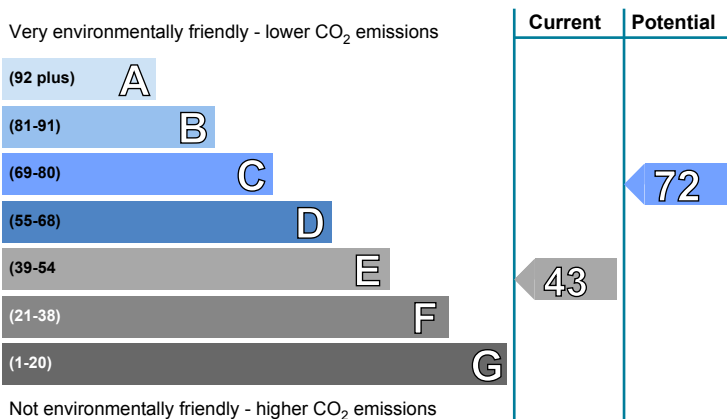 Very environmentally friendly - lower CO2 emissions
Current
Potential
(92 plus) A
(81-91) B
(69-80) C
72
(55-68) D
(39-54 E
43
(21-38) F
(1-20) G
Not environmentally friendly - higher CO2 emissions